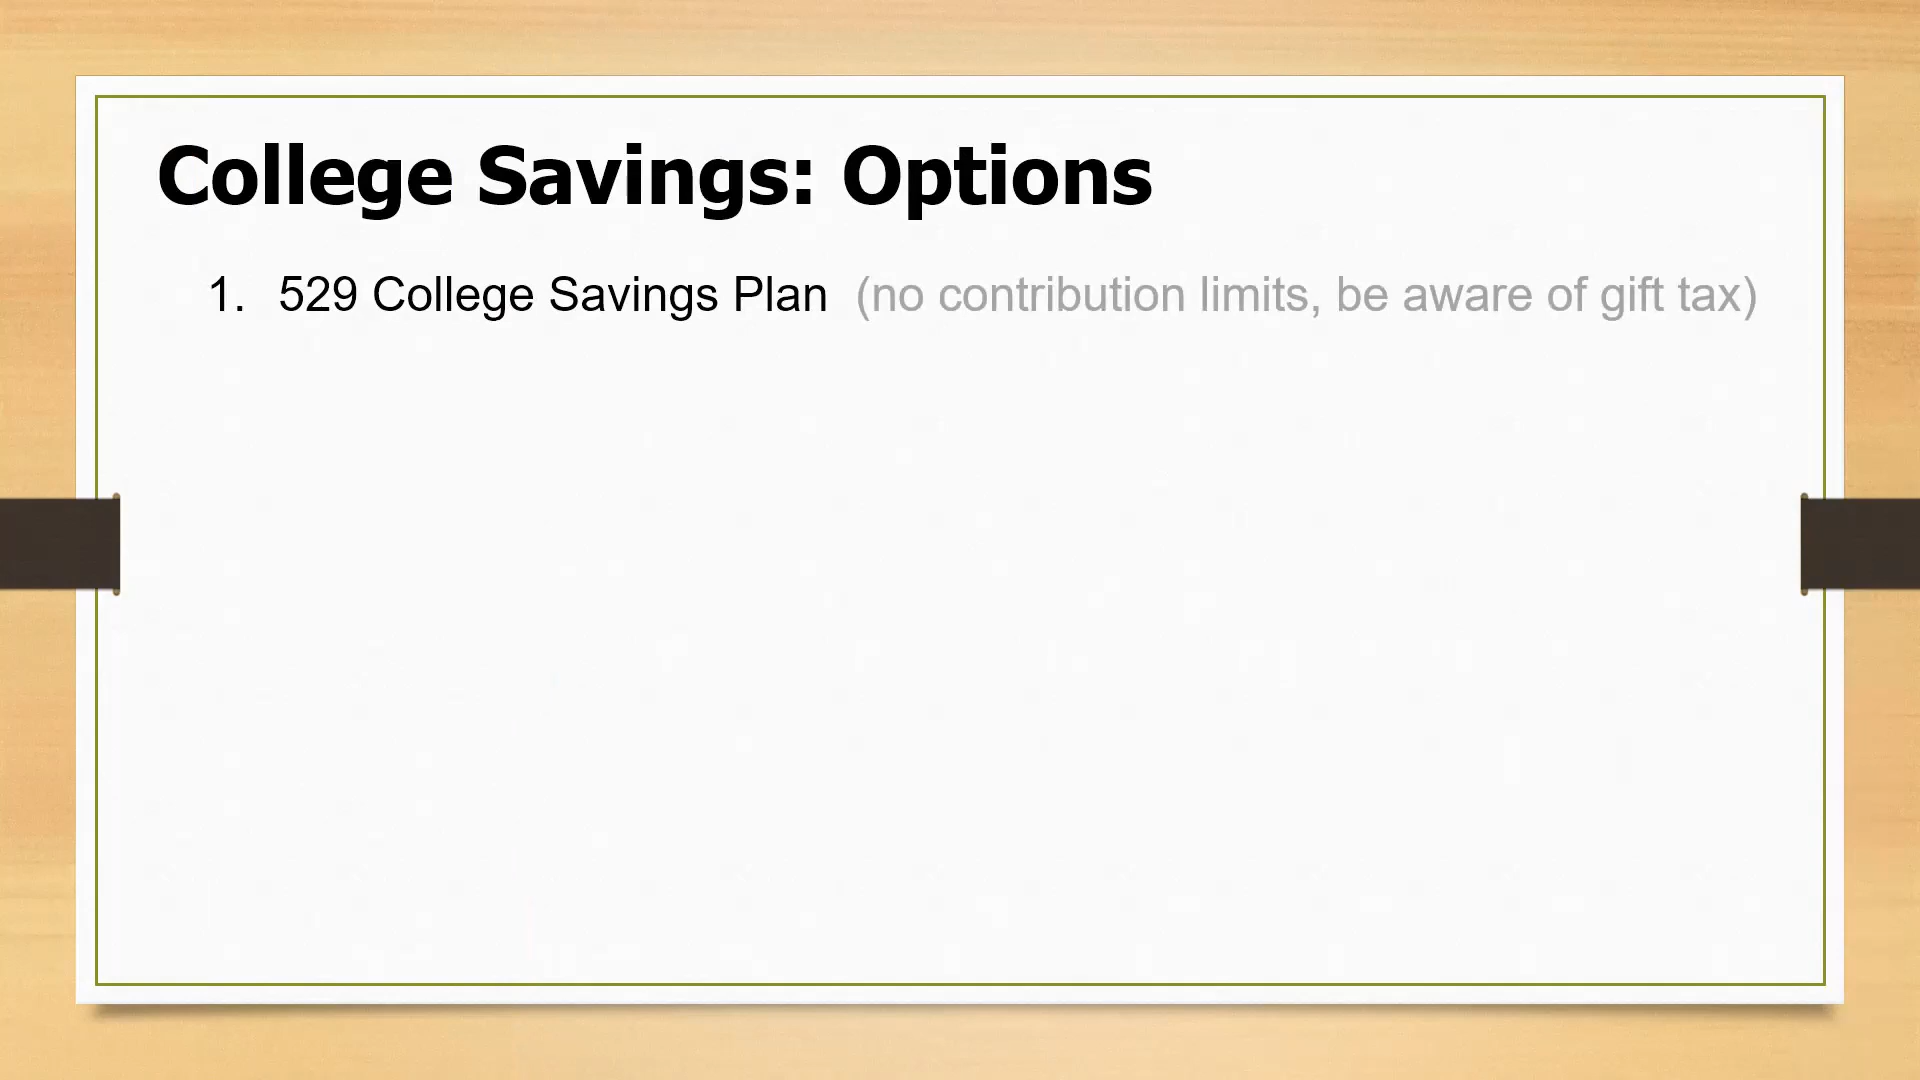 College Savings: Options
1. 529 College Savings Plan (no contribution limits, be aware of gift tax)